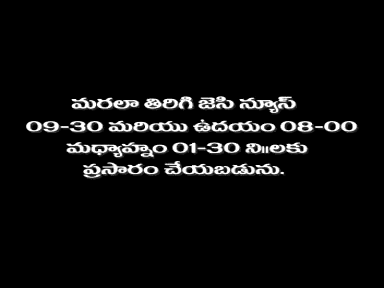 మరలా తిరిగి జెసి న్యూస్
09-30 మరియు ఉదయం 08-00
మధ్యాహ్నం 01-30 ని॥లకు
ప్రసారం చేయబడును.